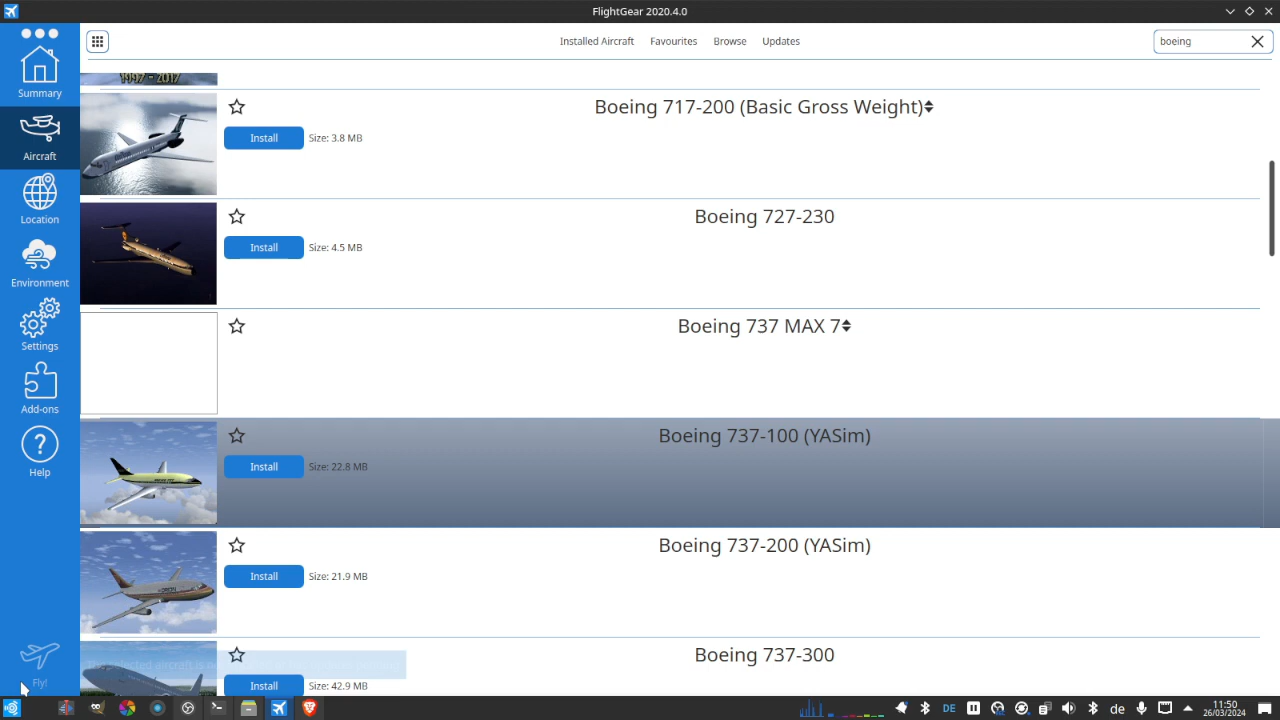 FlightGear 2020.4.0
Installed Aircraft
Favourites
Browse
Updates
boeing
Summary
Aircraft
Location
Environment
Settings
Add-ons
Help
Fly!
1997 - 2017
Boeing 717-200 (Basic Gross Weight)
Install
Size: 3.8 MB
Boeing 727-230
Install
Size: 4.5 MB
Boeing 737 MAX 7
Boeing 737-100 (YASim)
Install
Size: 22.8 MB
Boeing 737-200 (YASim)
Install
Size: 21.9 MB
Boeing 737-300
Install
Size: 42.9 MB
DE
de
11:50
26/03/2024